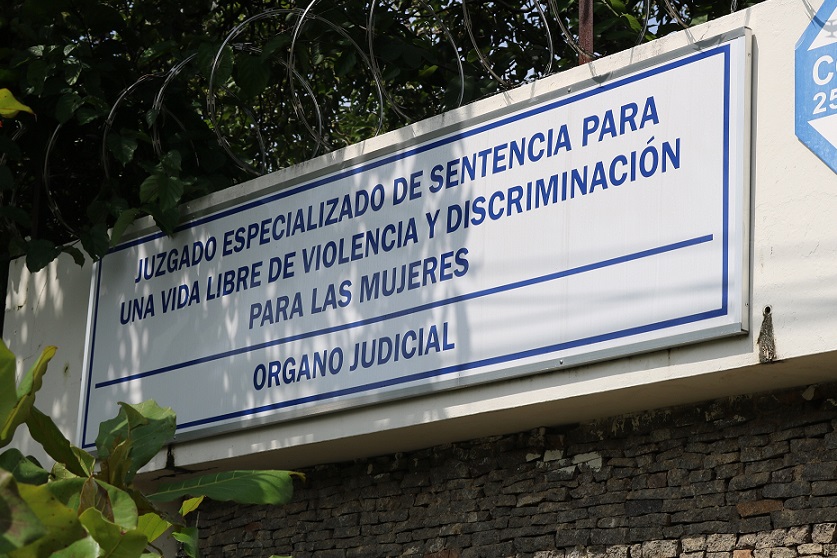 JUZGADO ESPECIALIZADO DE SENTENCIA PARA
UNA VIDA LIBRE DE VIOLENCIA Y DISCRIMINACIÓN
PARA LAS MUJERES
ORGANO JUDICIAL